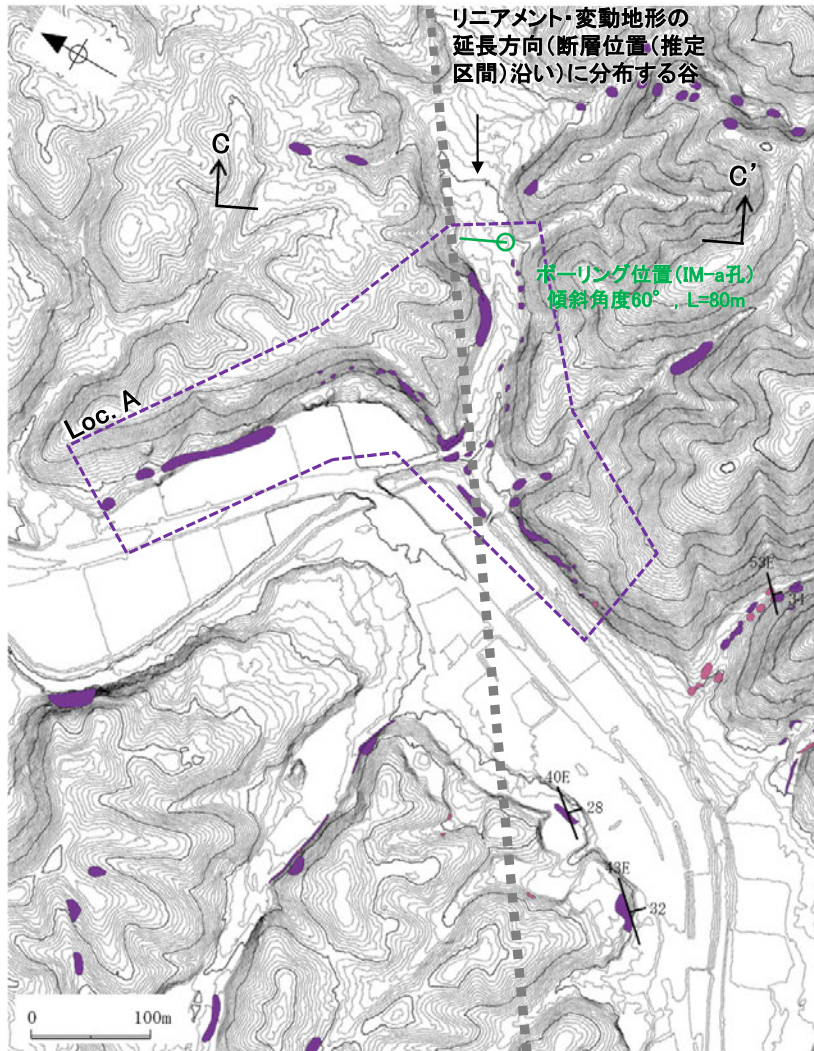 リニアメント・変動地形の
延長方向(断層位置(推定
区間)沿い)に分布する谷
C
C'
ボーリング位置(IM-a孔)
傾斜角度60°, L=80m
Loc. A
53E
34
40E
28
43E
32
0 100m